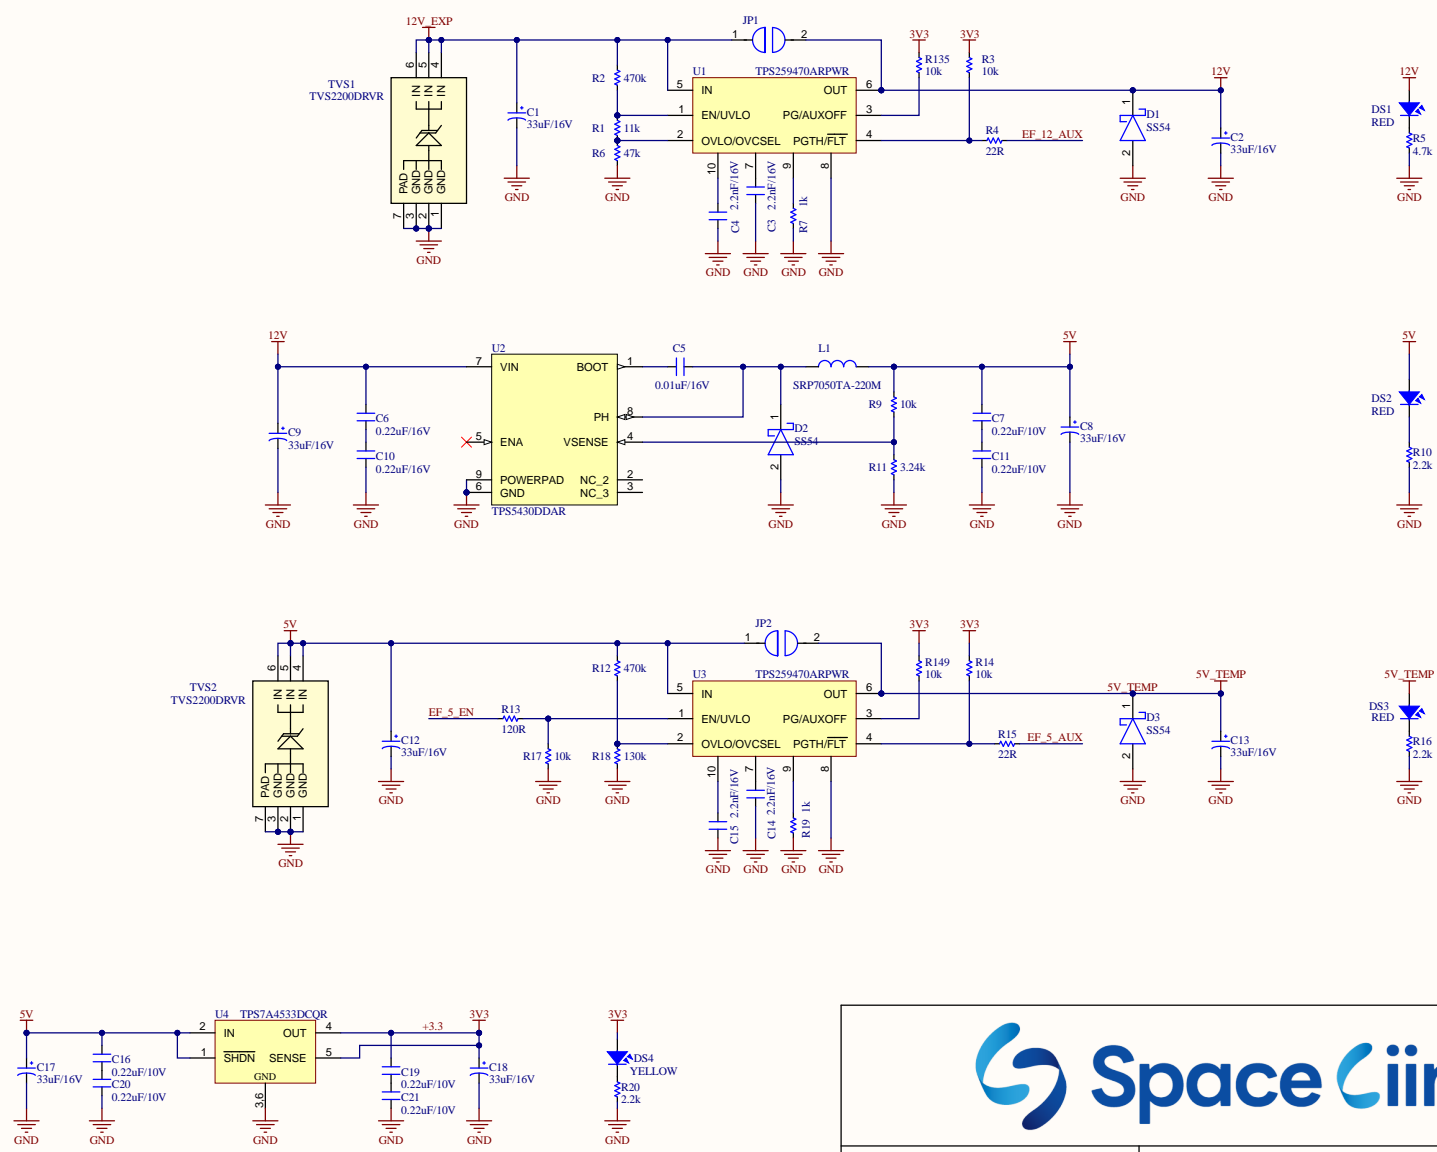 12V_EXP
TVS1
TVS2200DRVR
6
5
4
IN
IN
IN
PAD
GND
GND
GND
7
3
2
1
GND
C1
33uF/16V
GND
R2
470k
R1
11k
R6
47k
GND
JP1
1
2
U1
TPS259470ARPWR
5
IN
OUT
6
1
EN/UVLO
PG/AUXOFF
3
2
OVLO/OVCSEL
PGTH/FLT
4
10
7
9
8
C4
2.2nF/16V
C3
2.2nF/16V
R7
1k
GND
GND
GND
GND
3V3
R135
10k
3V3
R3
10k
R4
22R
EF_12_AUX
D1
SS54
1
2
GND
12V
C2
33uF/16V
GND
12V
DS1
RED
R5
4.7k
GND
12V
C9
33uF/16V
GND
C6
0.22uF/16V
C10
0.22uF/16V
GND
U2
7
VIN
BOOT
1
PH
8
5
ENA
VSENSE
4
9
POWERPAD
NC_2
2
6
GND
NC_3
3
TPS5430DDAR
GND
C5
0.01uF/16V
L1
SRP7050TA-220M
D2
SS54
1
2
GND
R9
10k
R11
3.24k
GND
C7
0.22uF/10V
C11
0.22uF/10V
GND
5V
C8
33uF/16V
GND
5V
DS2
RED
R10
2.2k
GND
5V
TVS2
TVS2200DRVR
6
5
4
IN
IN
IN
PAD
GND
GND
GND
7
3
2
1
GND
C12
33uF/16V
GND
EF_5_EN
R13
120R
R17
10k
GND
R12
470k
R18
130k
GND
JP2
1
2
U3
TPS259470ARPWR
5
IN
OUT
6
1
EN/UVLO
PG/AUXOFF
3
2
OVLO/OVCSEL
PGTH/FLT
4
10
7
9
8
C15
2.2nF/16V
C14
2.2nF/16V
R19
1k
GND
GND
GND
GND
3V3
R149
10k
3V3
R14
10k
R15
22R
EF_5_AUX
5V_TEMP
D3
SS54
1
2
GND
5V_TEMP
C13
33uF/16V
GND
5V_TEMP
DS3
RED
R16
2.2k
GND
5V
C17
33uF/16V
GND
C16
0.22uF/10V
C20
0.22uF/10V
GND
U4
TPS7A4533DCQR
2
IN
OUT
4
1
SHDN
SENSE
5
GND
3,6
GND
+3.3
C19
0.22uF/10V
C21
0.22uF/10V
GND
3V3
C18
33uF/16V
GND
3V3
DS4
YELLOW
R20
2.2k
GND
Space